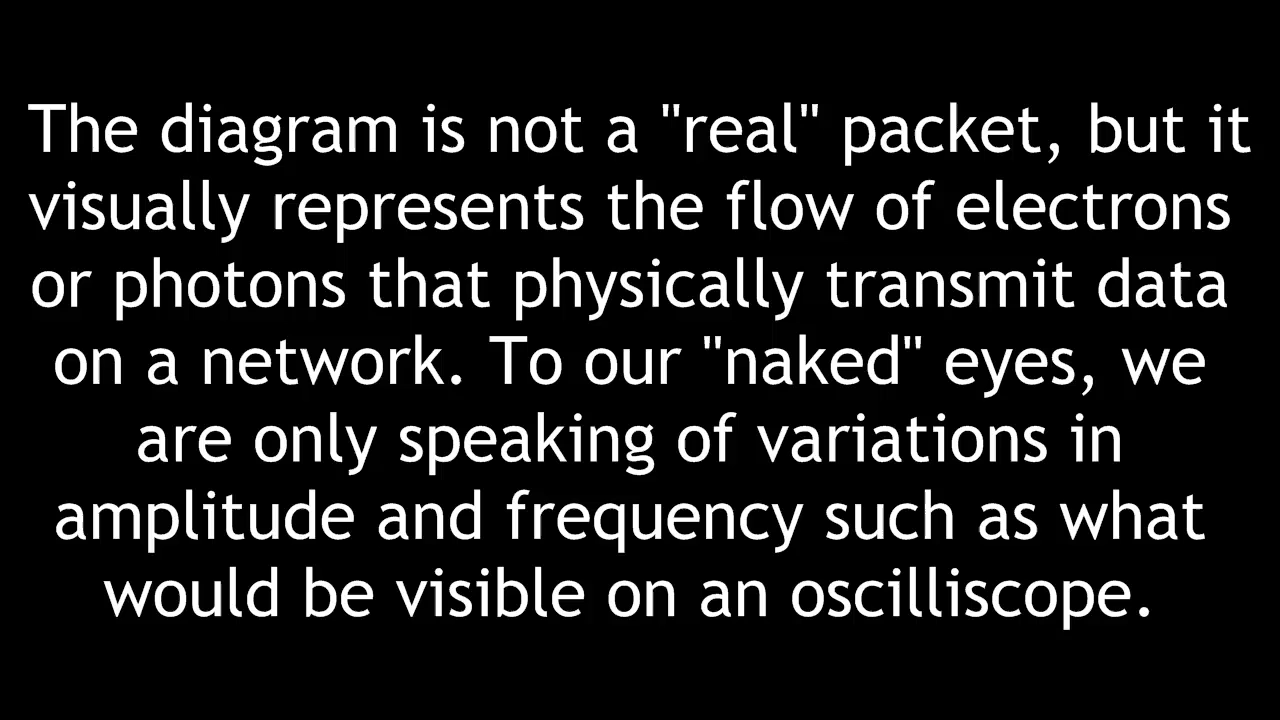 The diagram is not a "real" packet, but it
visually represents the flow of electrons
or photons that physically transmit data
on a network. To our "naked" eyes, we
are only speaking of variations in
amplitude and frequency such as what
would be visible on an oscilliscope.